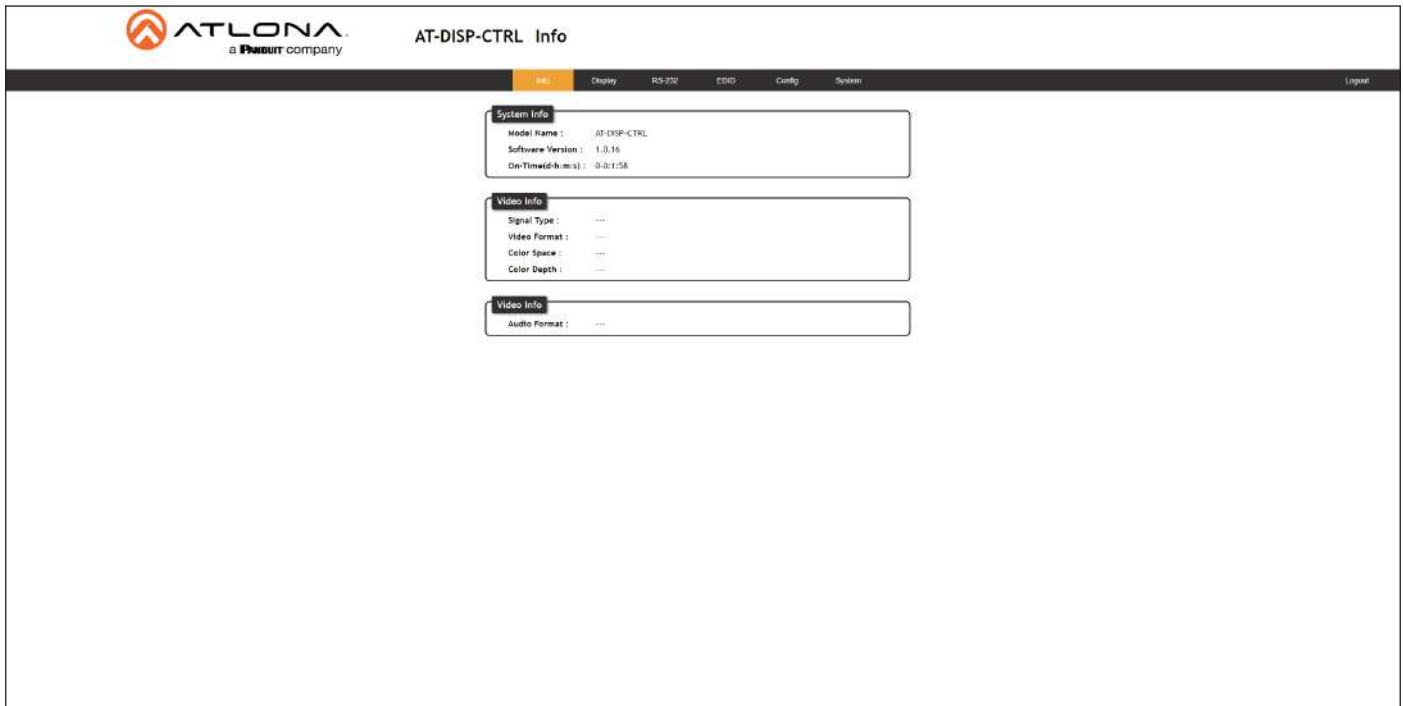 ATLONA
a PANDUIT company
AT-DISP-CTRL Info
Info Display RS-232 EDID Config System Logout
System Info
Model Name : AT-DISP-CTRL
Software Version : 1.0.16
On-Time(d-h:m:s) : 0-0:1:58
Video Info
Signal Type : ---
Video Format : ---
Color Space : ---
Color Depth : ---
Video Info
Audio Format : ---